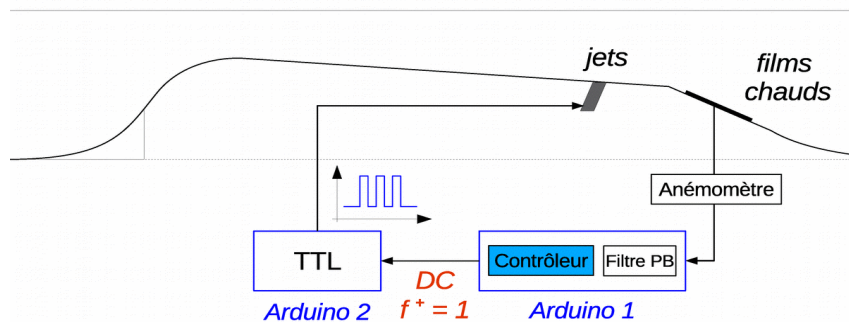 jets
films
chauds
Anémomètre
TTL
Contrôleur
Filtre PB
DC
f + = 1
Arduino 2
Arduino 1